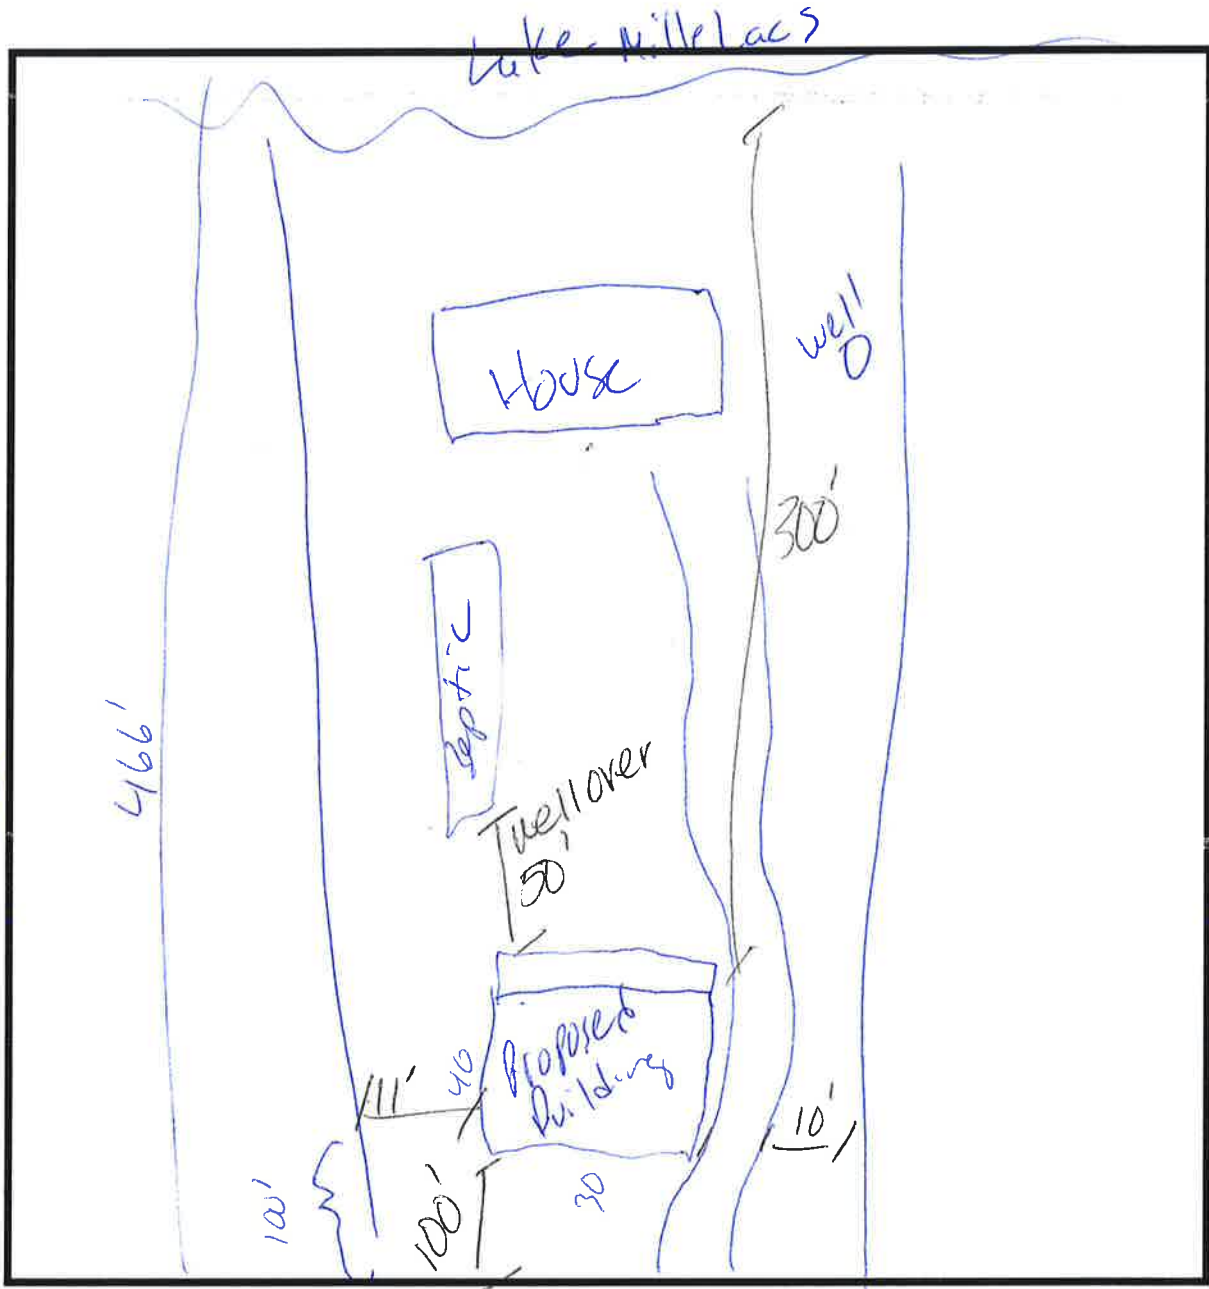 Lake Mille Lacs
well
House
300'
septic
466'
well over
50'
Proposed
Building
40
11'
10'
100'
100'
30